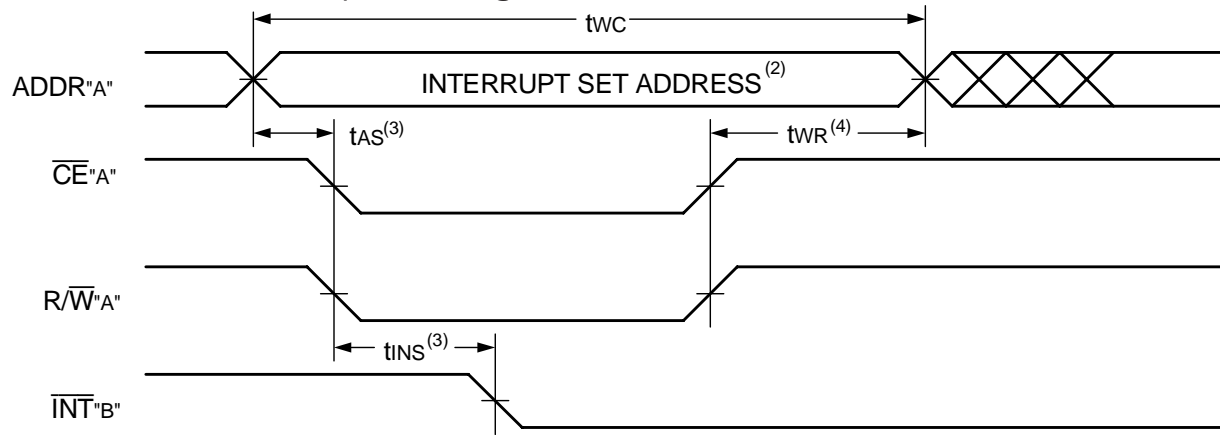 tWC
ADDR"A"
INTERRUPT SET ADDRESS(2)
tAS(3)
tWR(4)
CE"A"
R/W"A"
tINS(3)
INT"B"